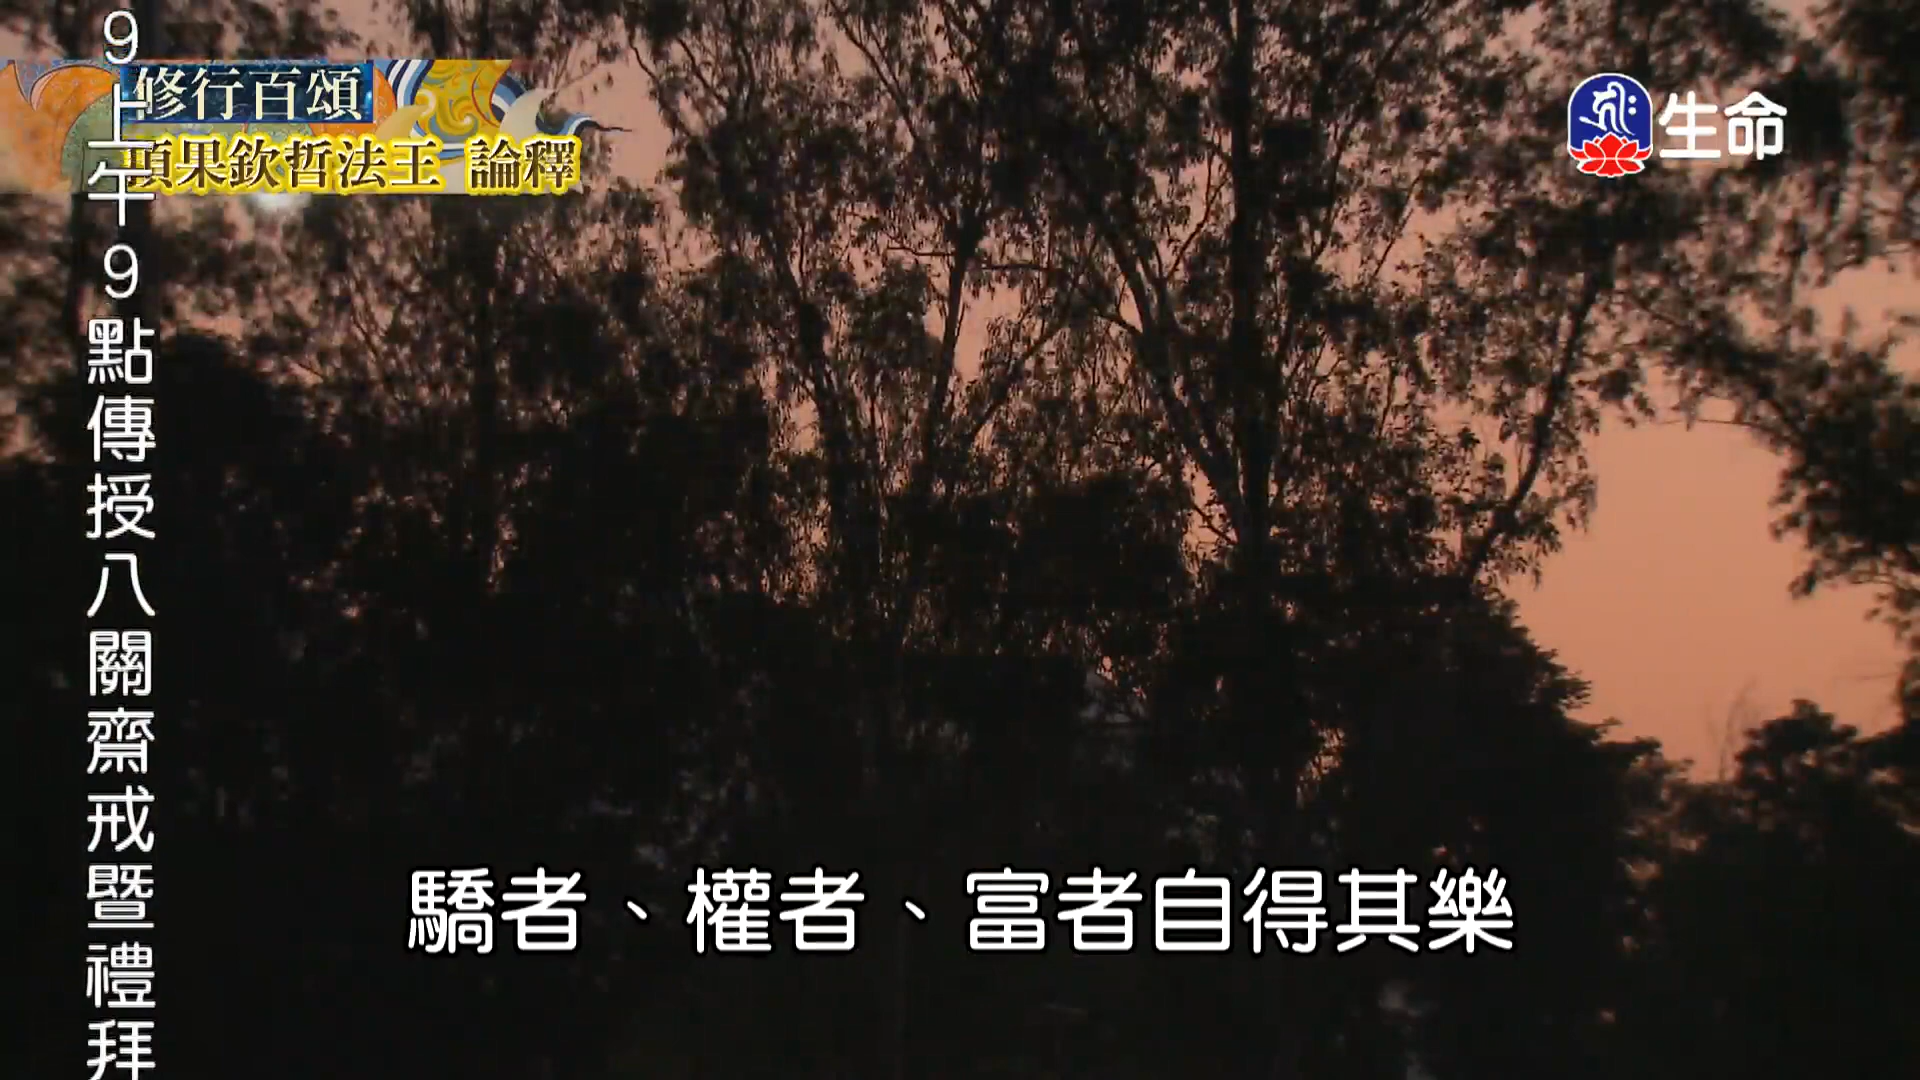 修行百頌
頂果欽哲法王 論釋
生命
9上午9點傳授八關齋戒暨禮拜
驕者、權者、富者自得其樂